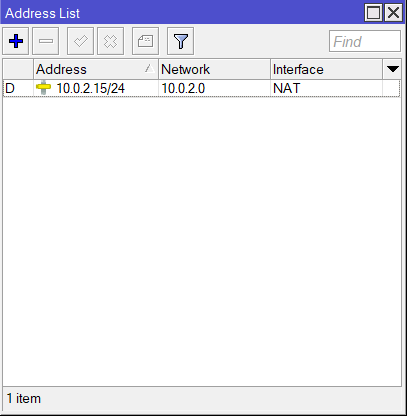 Address List
Find
Address Network Interface
D 10.0.2.15/24 10.0.2.0 NAT
1 item